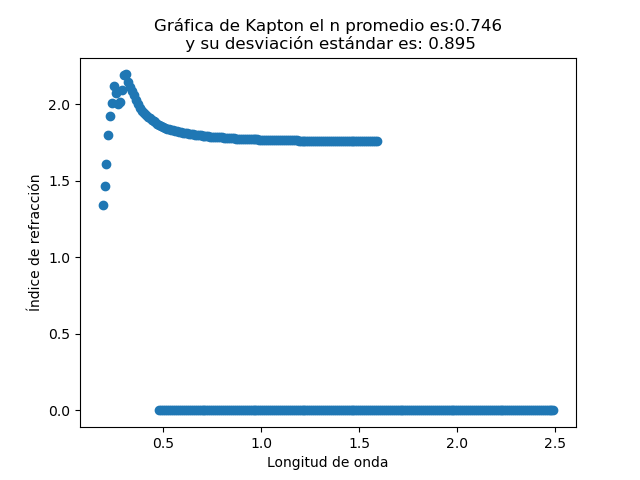 Gráfica de Kapton el n promedio es:0.746
y su desviación estándar es: 0.895
Índice de refracción
2.0
1.5
1.0
0.5
0.0
0.5
1.0
1.5
2.0
2.5
Longitud de onda